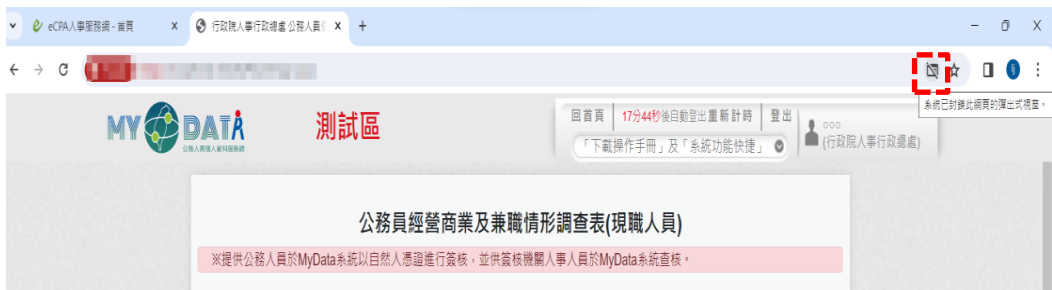 eCPA人事服務網 - 首頁
行政院人事行政總處 公務人員
系統已封鎖此網頁的彈出式視窗。
MYDATA
公務人員個人資料服務網
測試區
回首頁 17分44秒後自動登出重新計時 登出
「下載操作手冊」及「系統功能快捷」
○○○
(行政院人事行政總處)
公務員經營商業及兼職情形調查表(現職人員)
※提供公務人員於MyData系統以自然人憑證進行簽核，並供簽核機關人事人員於MyData系統查核。